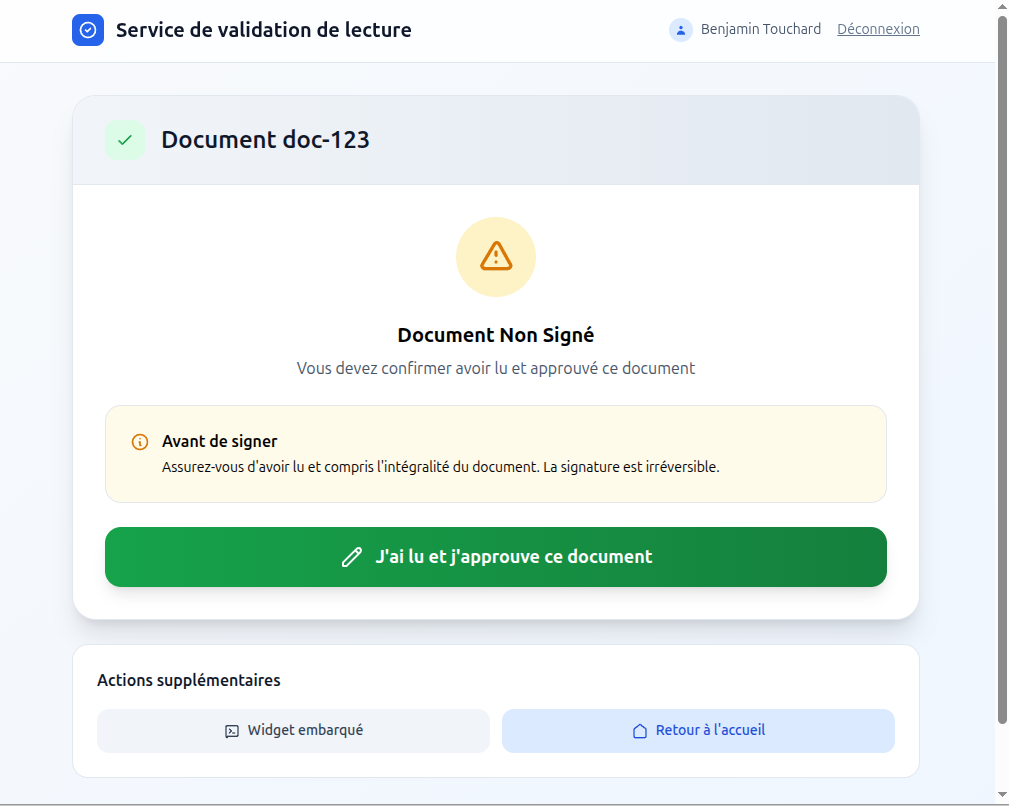 Service de validation de lecture
Benjamin Touchard
Déconnexion
Document doc-123
Document Non Signé
Vous devez confirmer avoir lu et approuvé ce document
Avant de signer
Assurez-vous d'avoir lu et compris l'intégralité du document. La signature est irréversible.
J'ai lu et j'approuve ce document
Actions supplémentaires
Widget embarqué
Retour à l'accueil